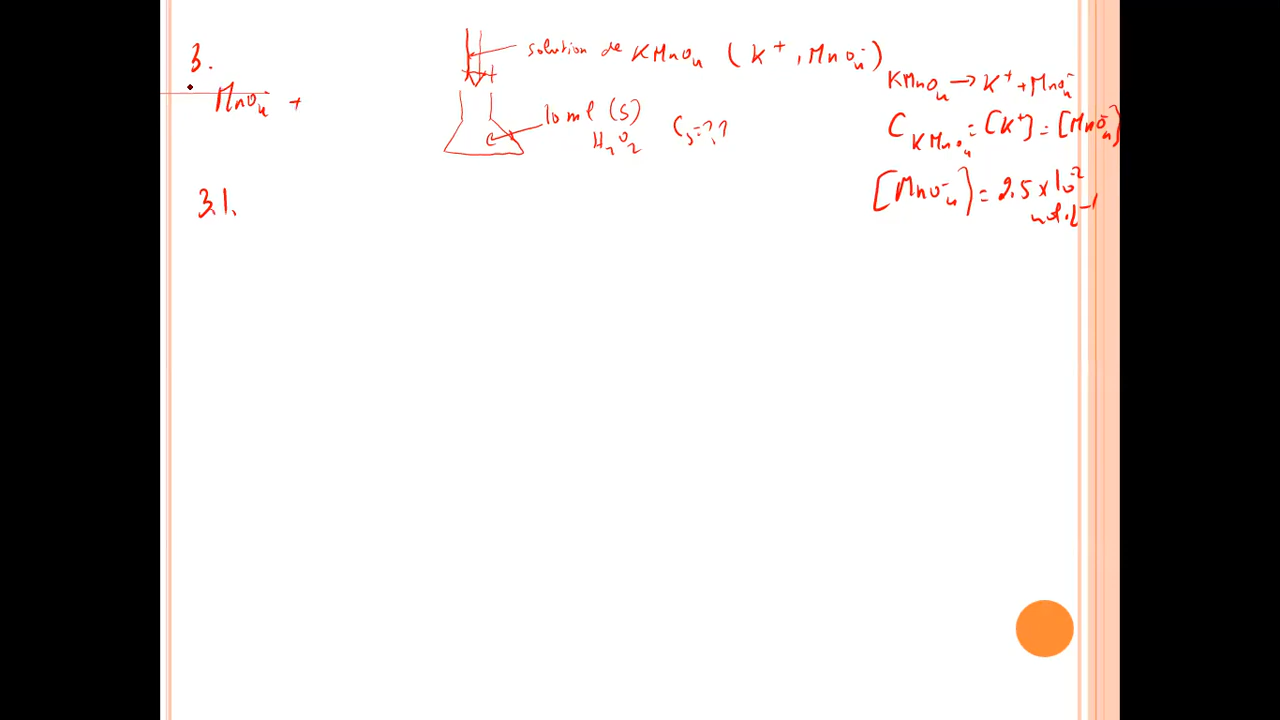 3.
MnO₄⁻ +
solution de KMnO₄ (K⁺, MnO₄⁻)
10 ml (S)
H₂O₂ Cs=??
KMnO₄ → K⁺ + MnO₄⁻
C KMnO₄ = [K⁺] = [MnO₄⁻]
[MnO₄⁻] = 2.5 × 10⁻²
mol.l⁻¹
3.1.